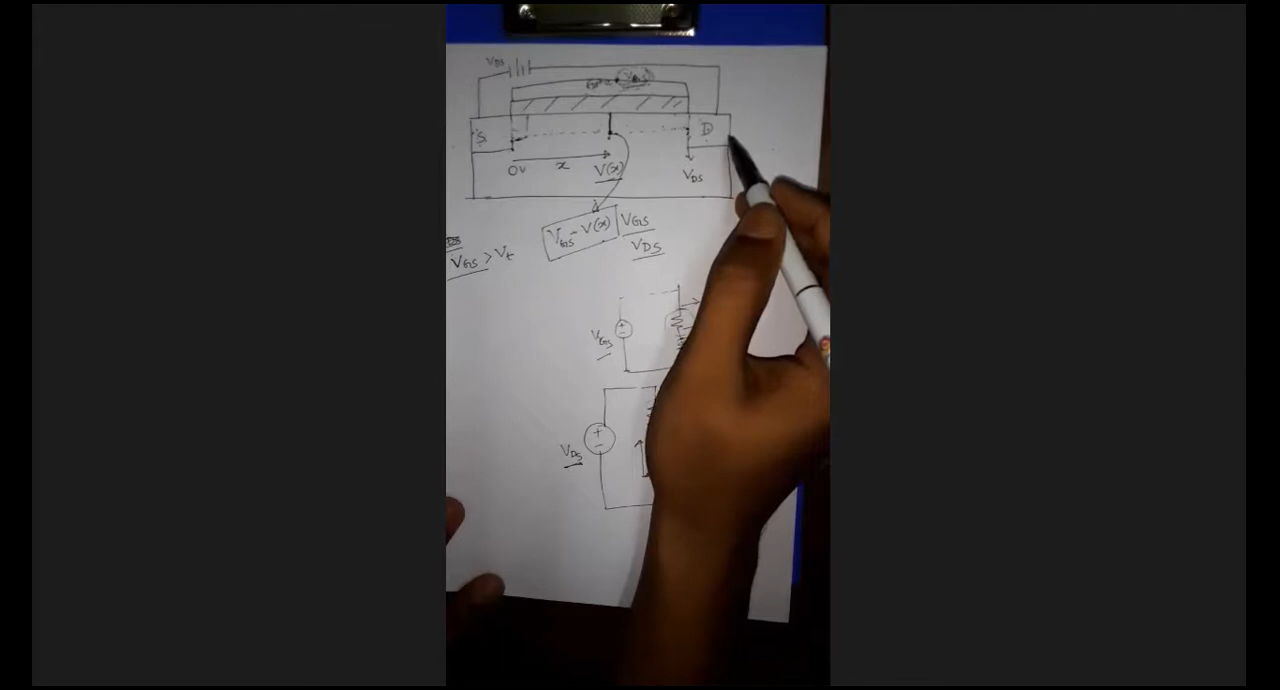 VDS
S
D
0V
x
V(x)
VDS
VGS - V(x)
VGS
VDS
VGS > Vt
VGS
+
-
VDS
+
-